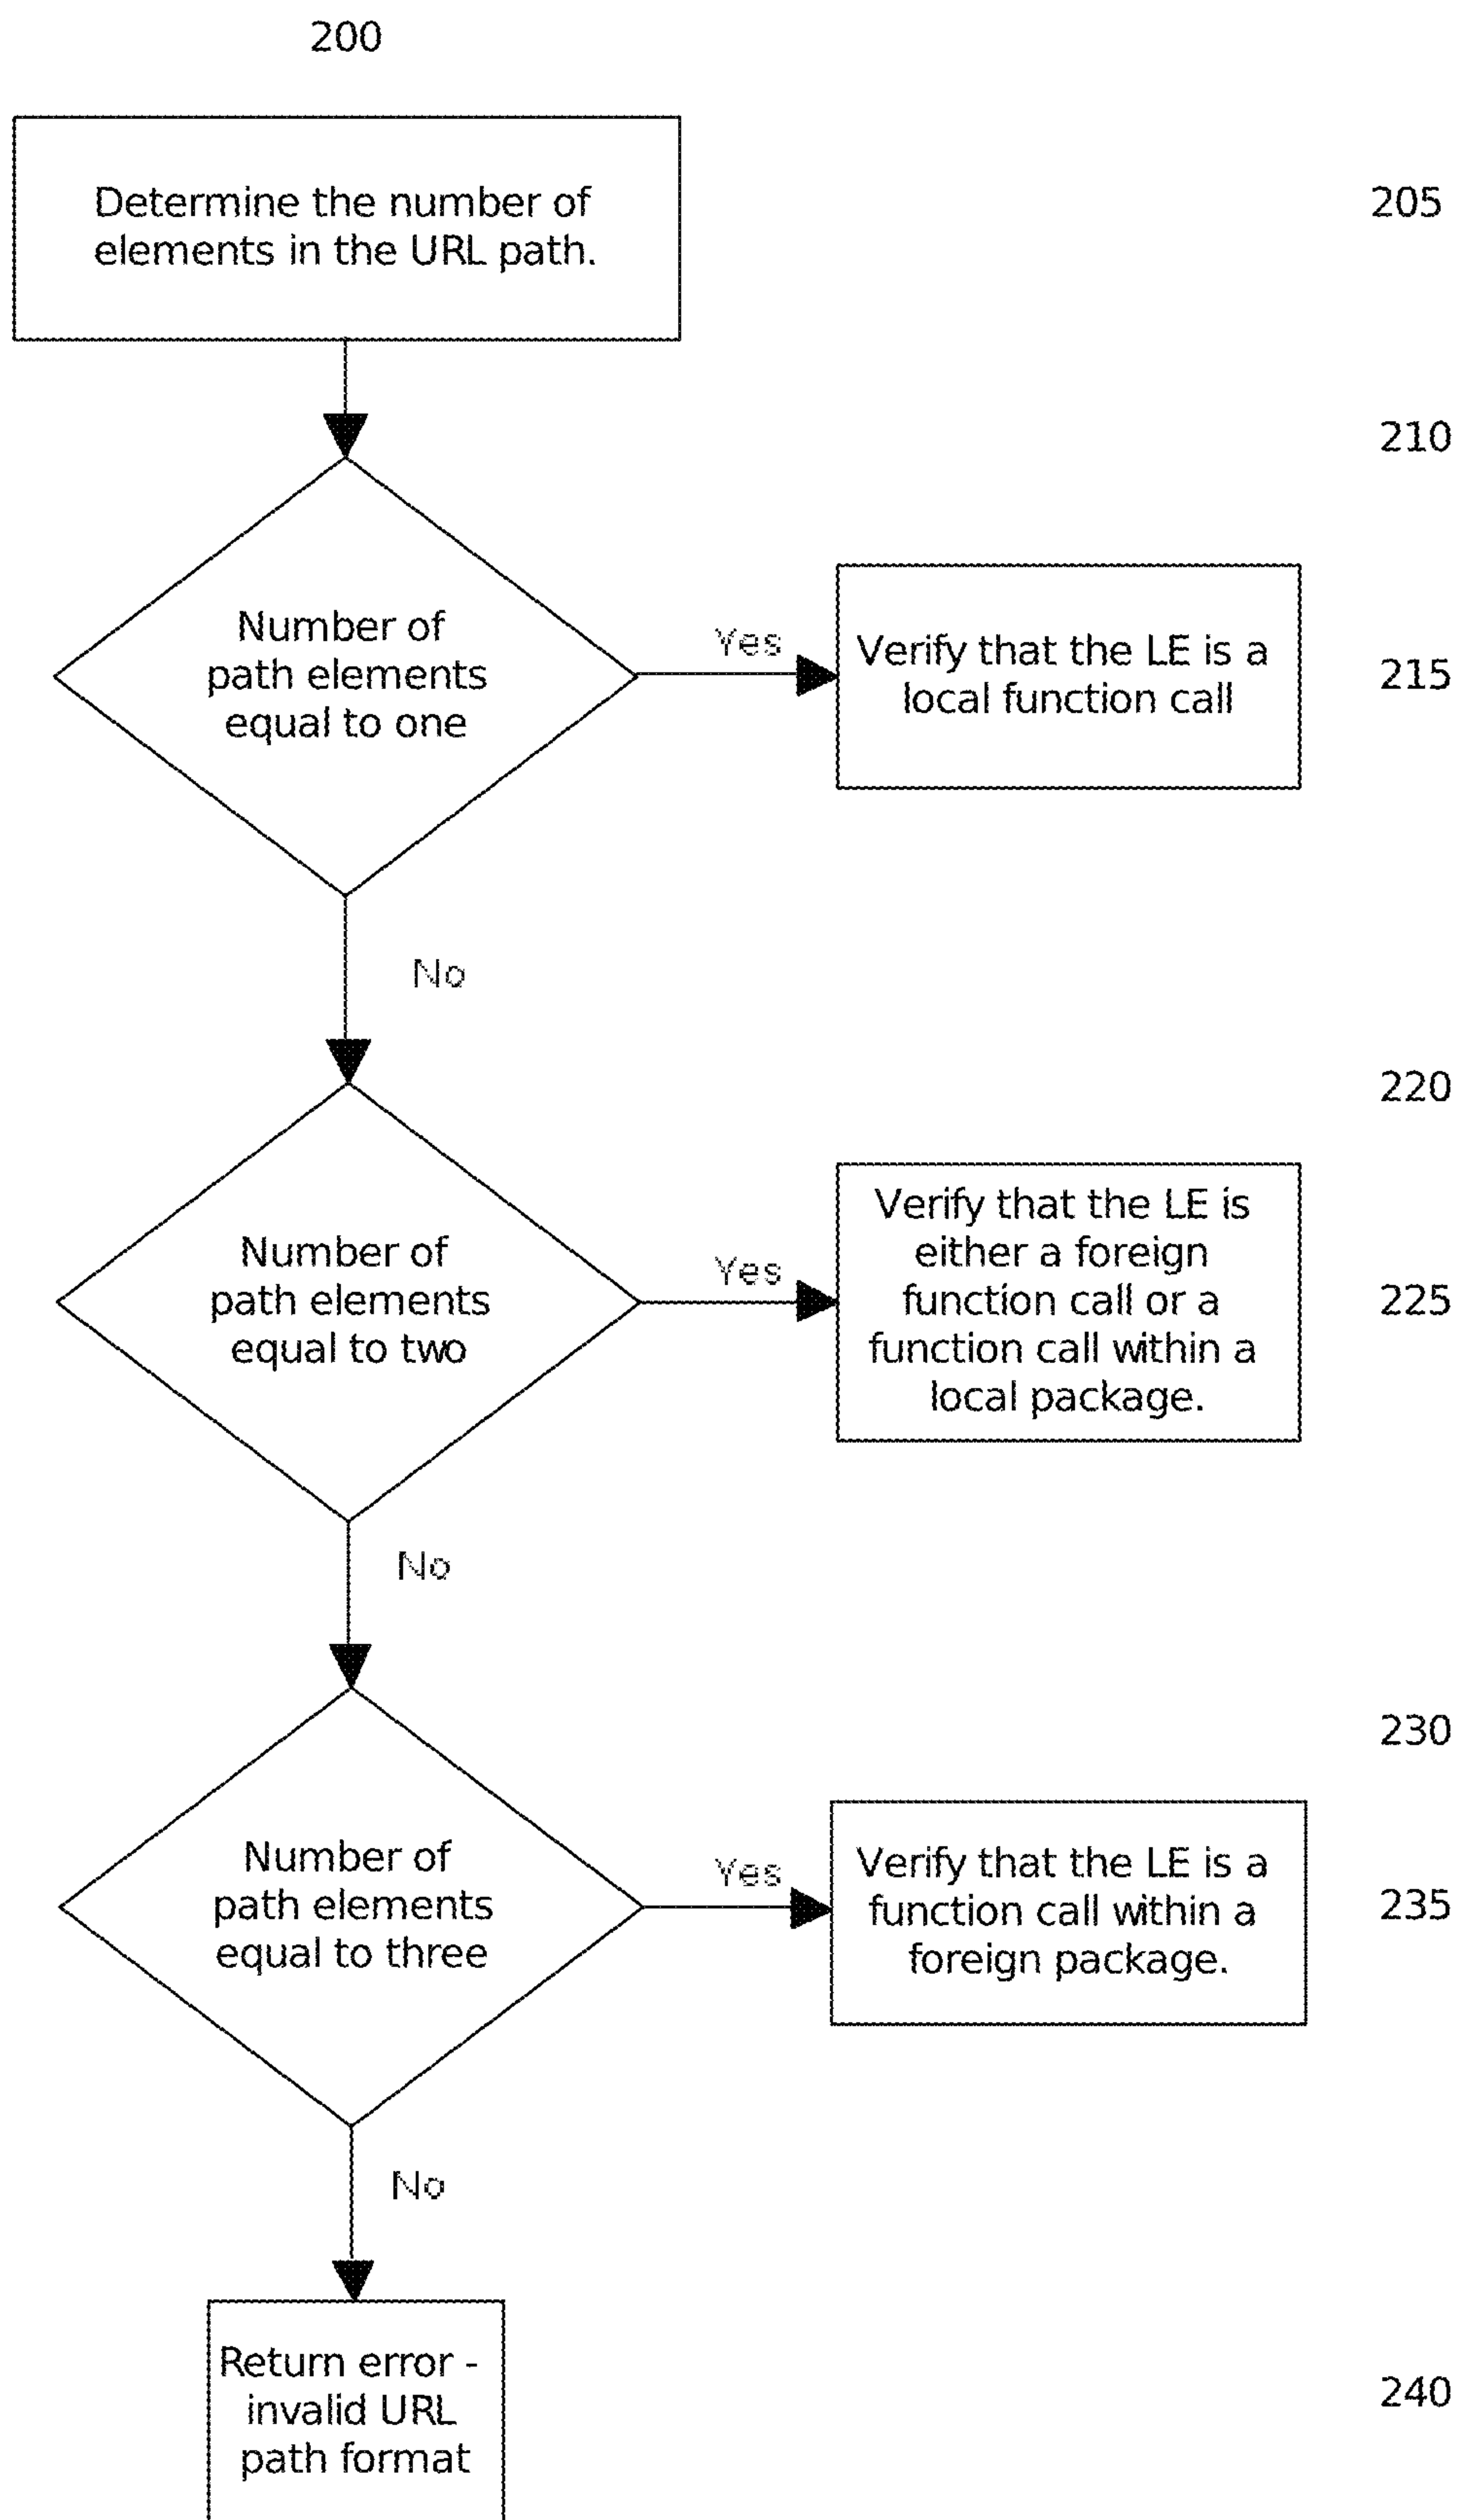 200
Determine the number of
elements in the URL path.
205
210
Number of
path elements
equal to one
Yes
Verify that the LE is a
local function call
215
No
220
Number of
path elements
equal to two
Yes
Verify that the LE is
either a foreign
function call or a
function call within a
local package.
225
No
230
Number of
path elements
equal to three
Yes
Verify that the LE is a
function call within a
foreign package.
235
No
Return error -
invalid URL
path format
240